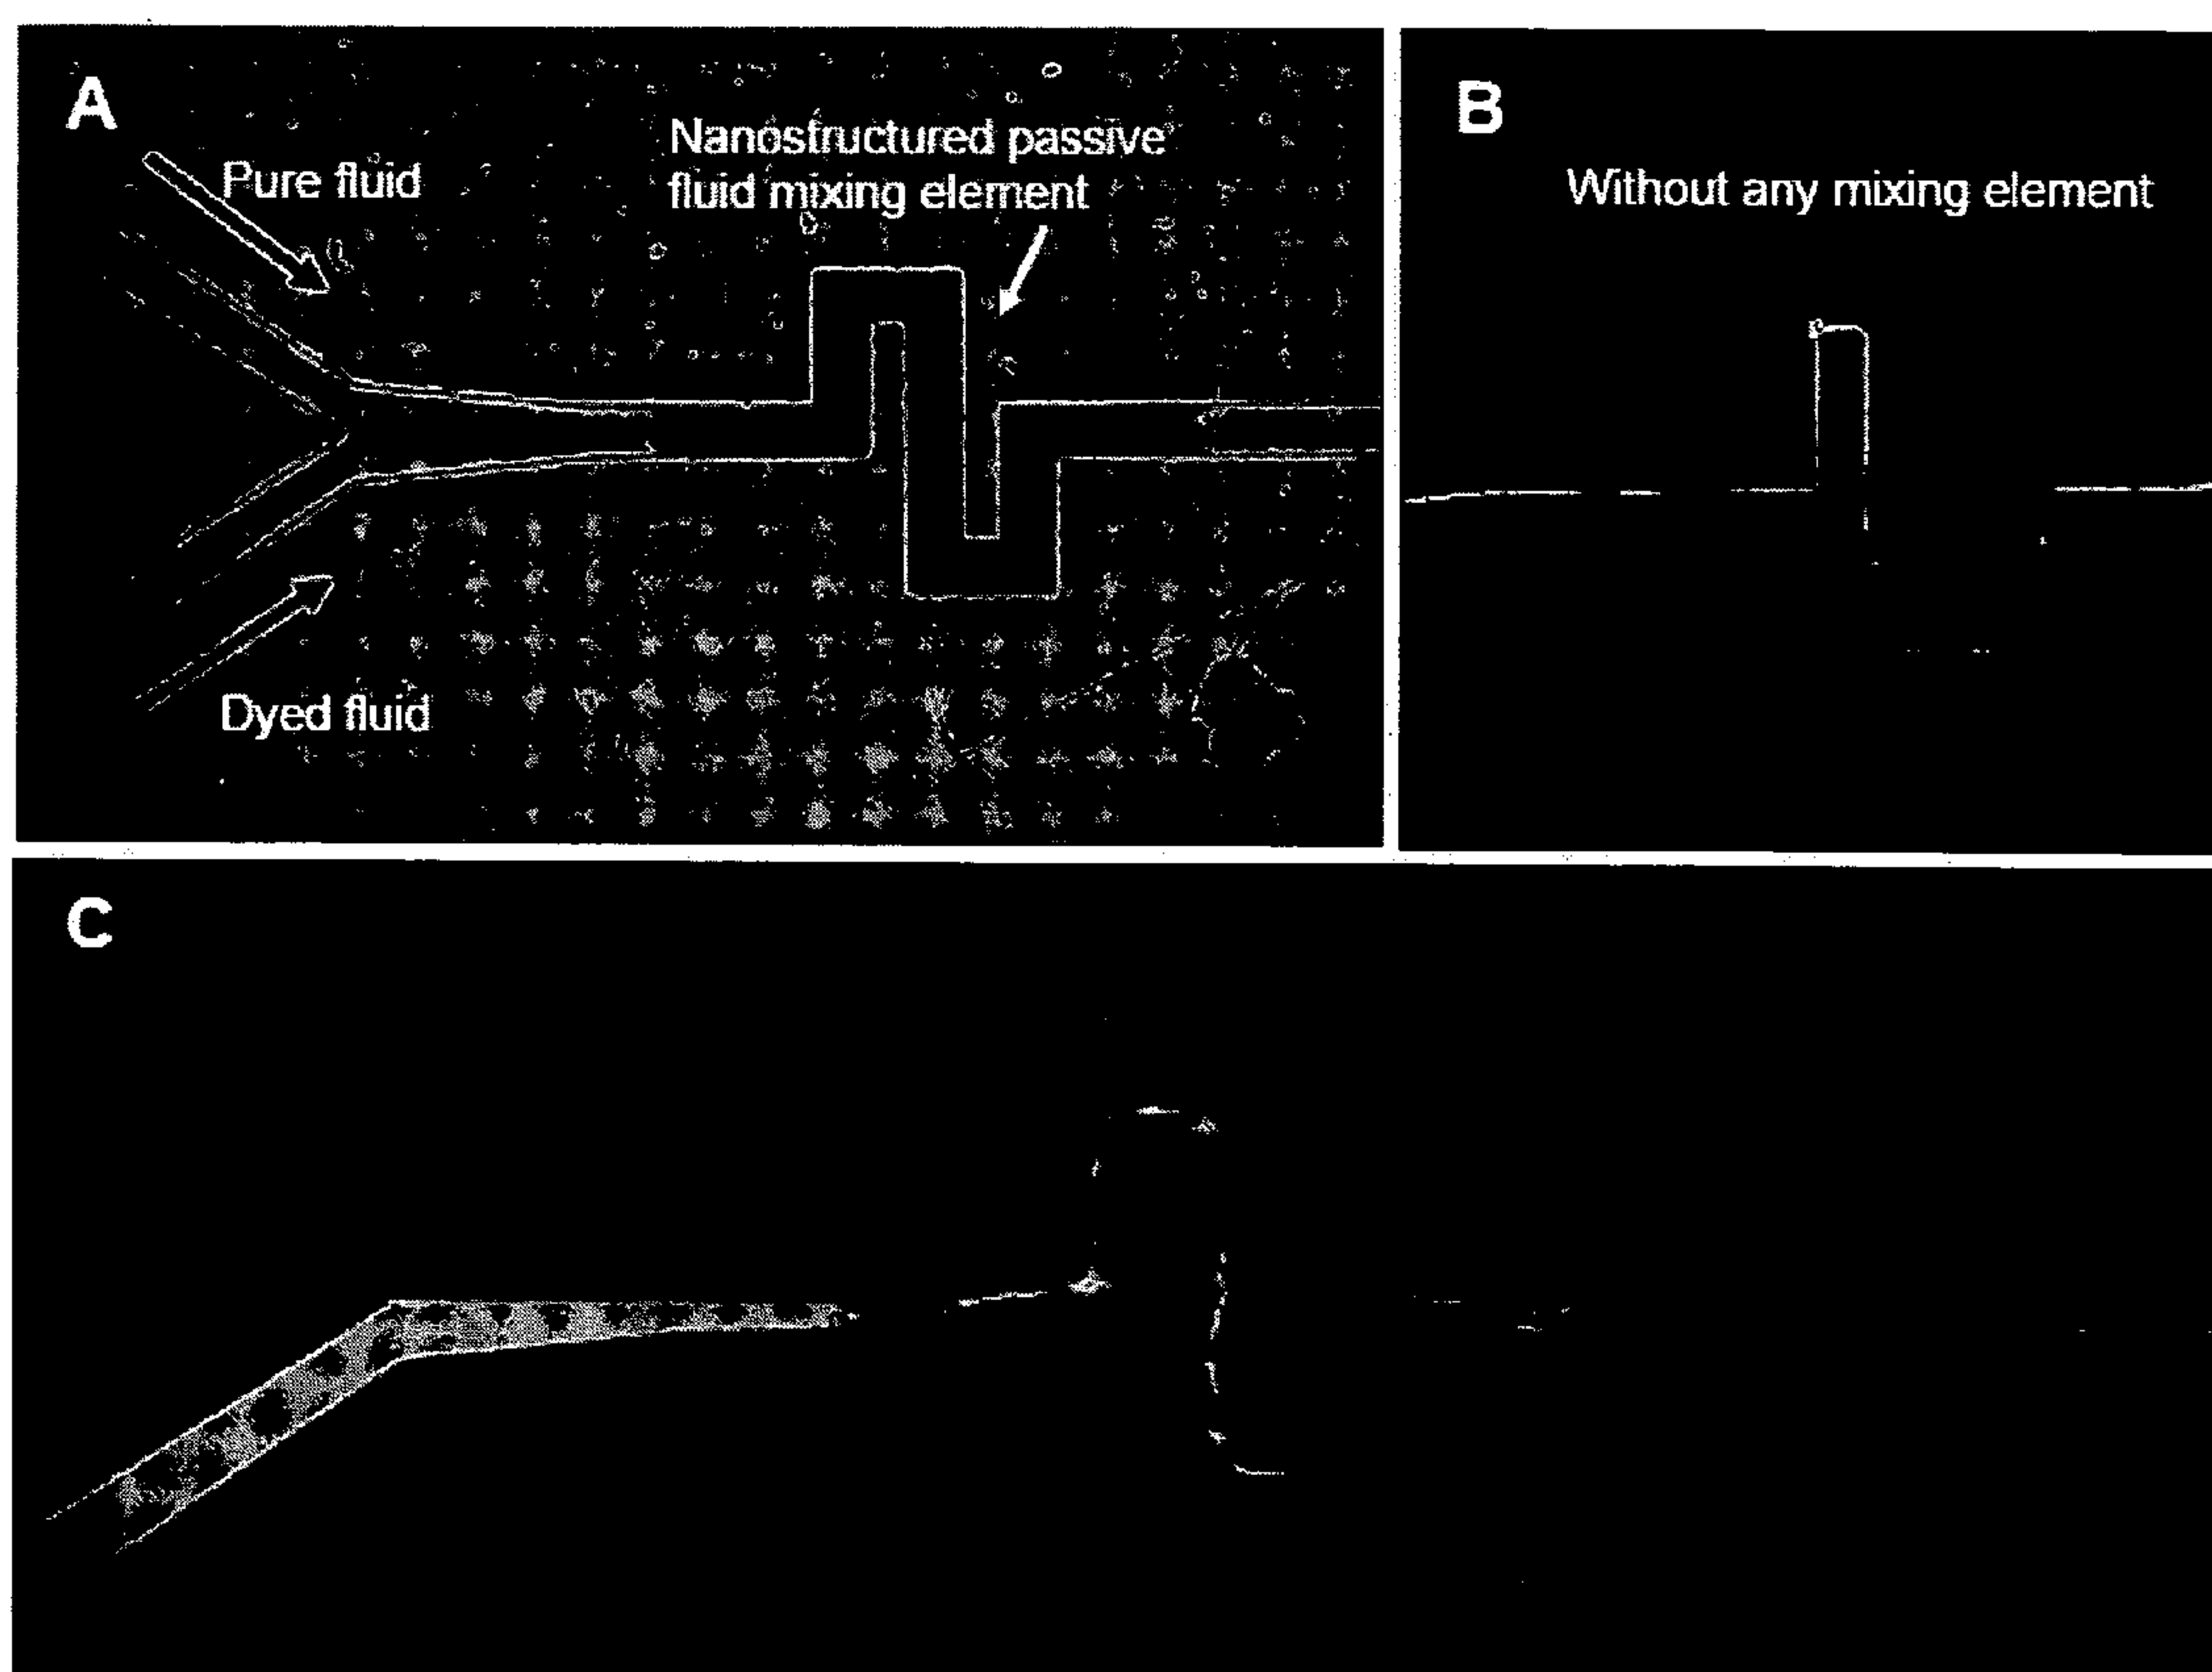 A
Pure fluid
Nanostructured passive
fluid mixing element
Dyed fluid
B
Without any mixing element
C